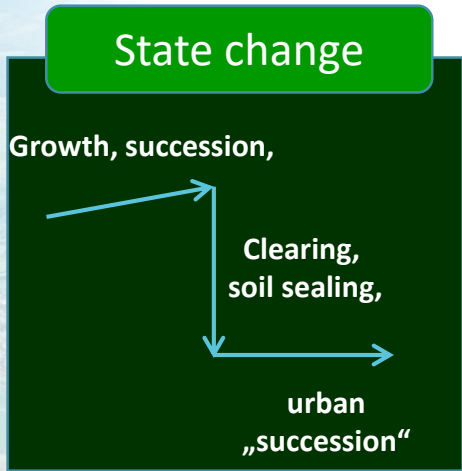 State change
Growth, succession,
Clearing,
soil sealing,
urban
„succession“